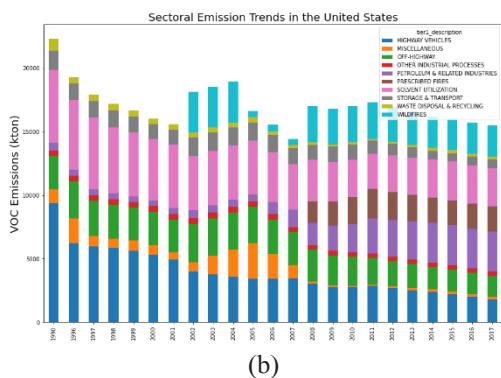 Sectoral Emission Trends in the United States
tier1_description
HIGHWAY VEHICLES
MISCELLANEOUS
OFF-HIGHWAY
OTHER INDUSTRIAL PROCESSES
PETROLEUM & RELATED INDUSTRIES
PRESCRIBED FIRES
SOLVENT UTILIZATION
STORAGE & TRANSPORT
WASTE DISPOSAL & RECYCLING
WILDFIRES
VOC Emissions (kton)
20000
15000
10000
5000
0
1990 1996 1997 1998 1999 2000 2001 2002 2003 2004 2005 2006 2007 2008 2009 2010 2011 2012 2013 2014 2015 2016 2017
(b)